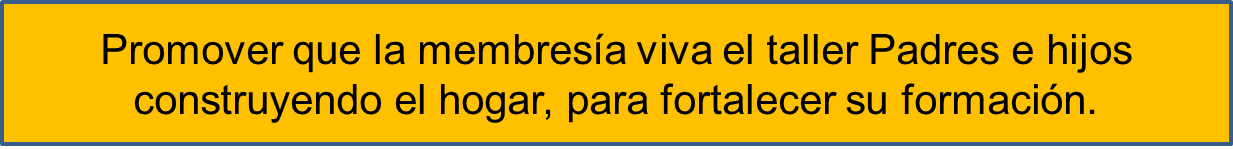 Promover que la membresía viva el taller Padres e hijos
construyendo el hogar, para fortalecer su formación.